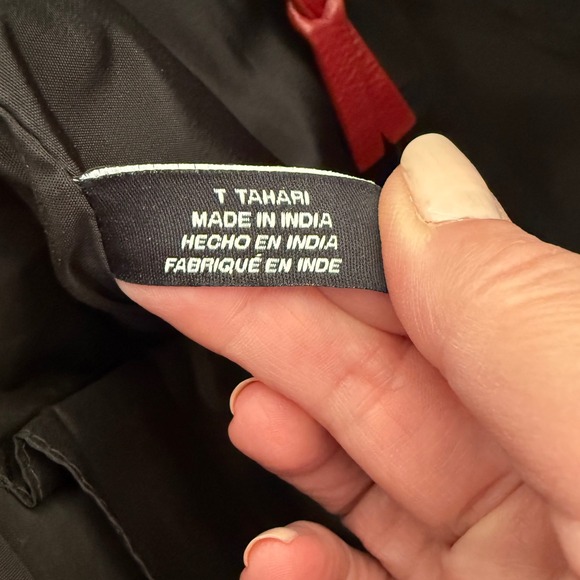 T TAHARI
MADE IN INDIA
HECHO EN INDIA
FABRIQUÉ EN INDE